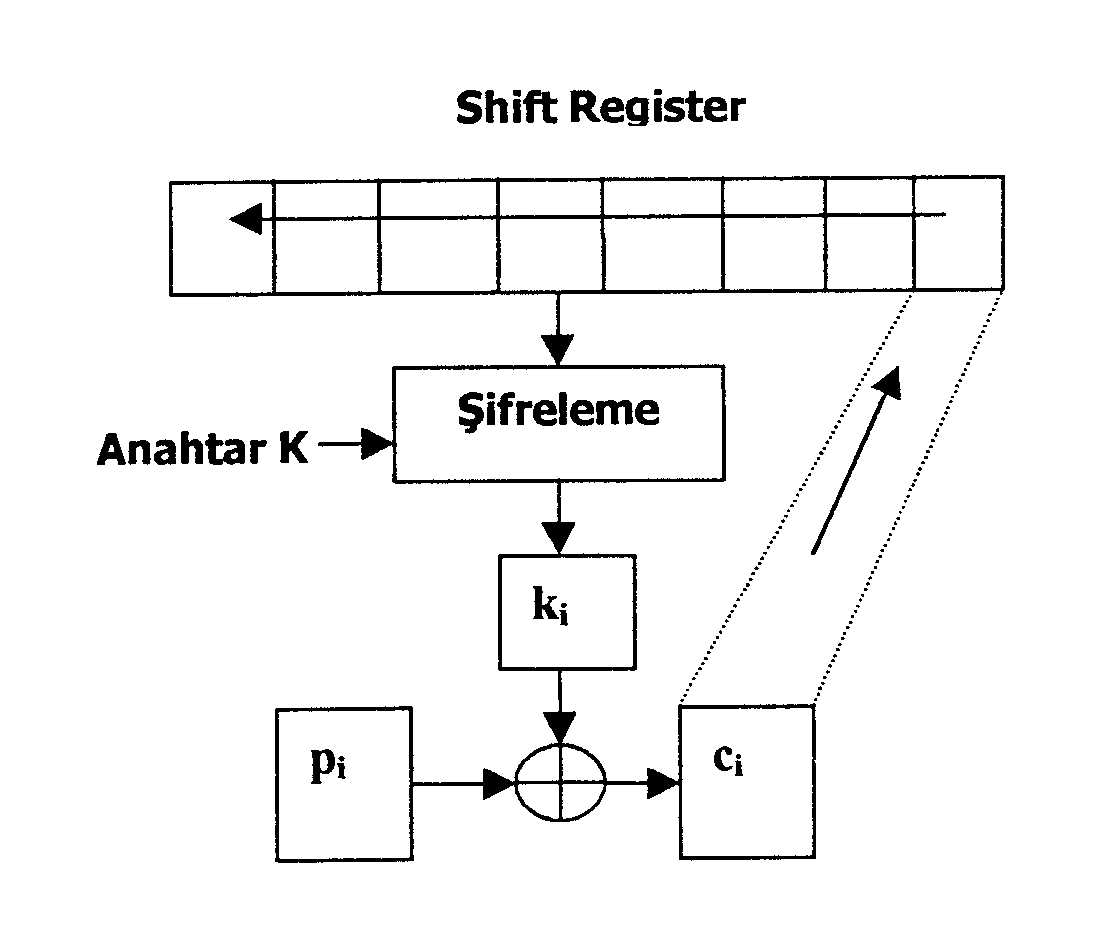 Shift Register
Şifreleme
Anahtar K
kᵢ
pᵢ
cᵢ